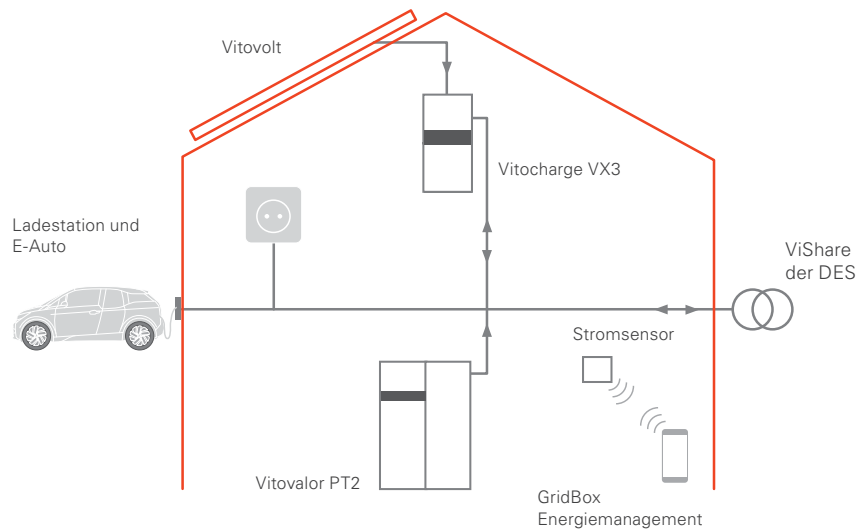 Vitovolt
Vitocharge VX3
Ladestation und
E-Auto
ViShare
der DES
Stromsensor
Vitovalor PT2
GridBox
Energiemanagement